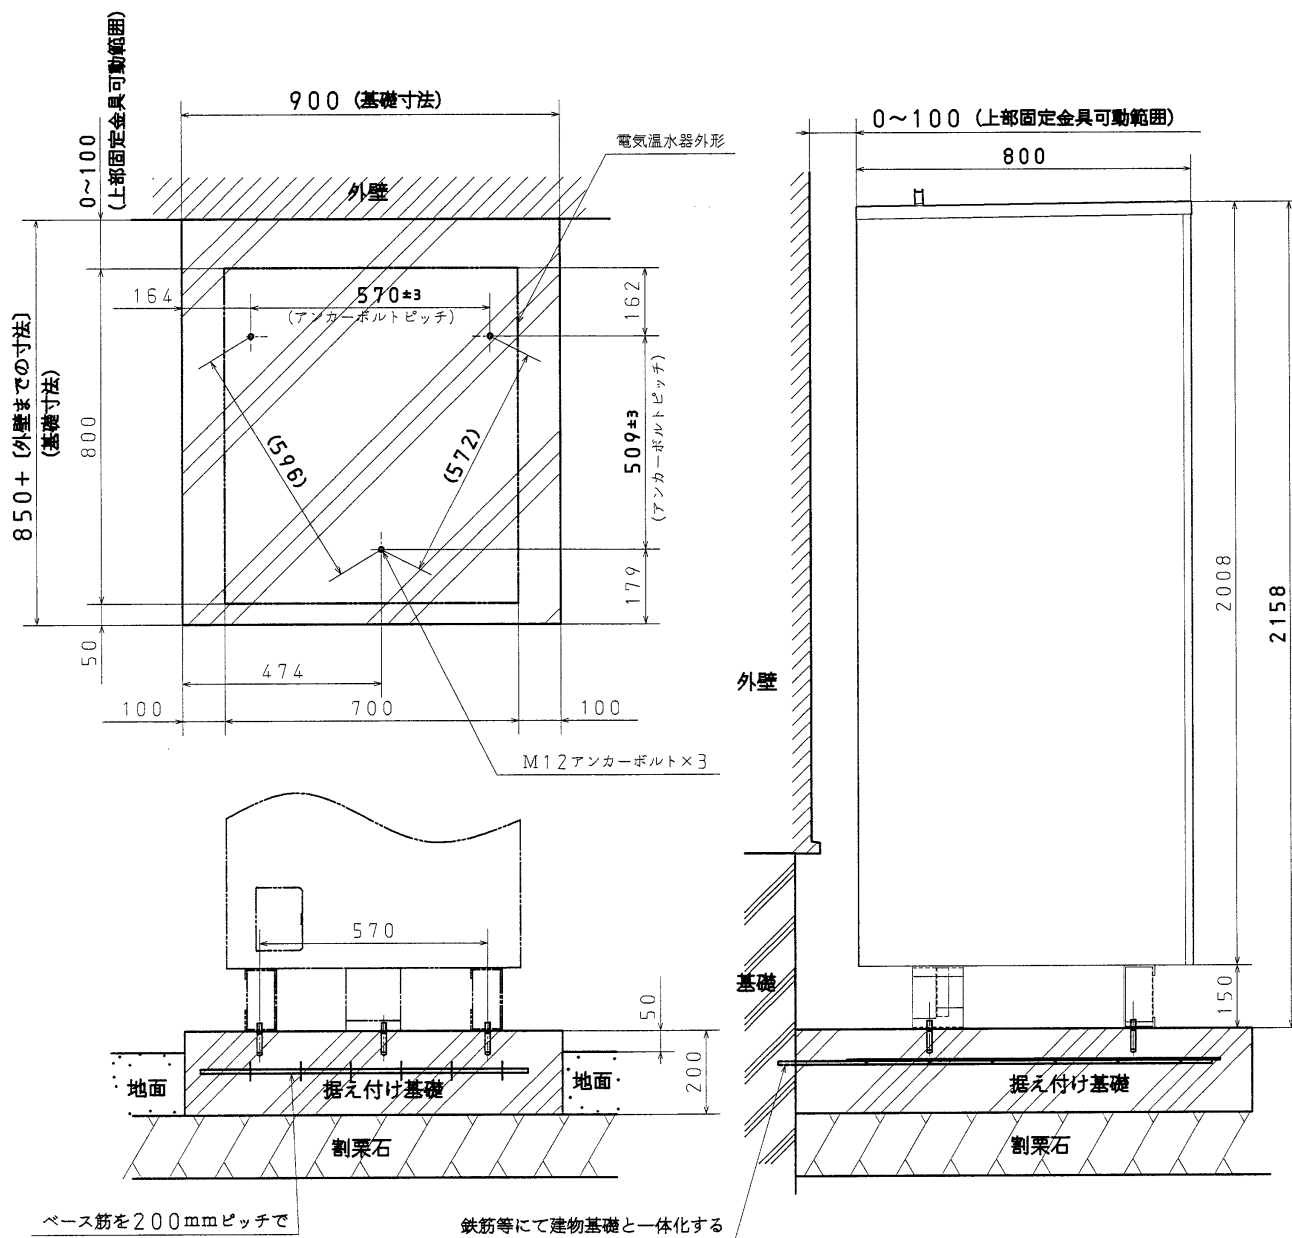 0～100
(上部固定金具可動範囲)
900 (基礎寸法)
電気温水器外形
外壁
850+ (外壁までの寸法)
(基礎寸法)
800
164
570±3
(アンカーボルトピッチ)
162
509±3
(アンカーボルトピッチ)
(596)
(572)
179
50
474
100
700
100
M12アンカーボルト×3
0～100 (上部固定金具可動範囲)
800
2008
2158
外壁
基礎
150
据え付け基礎
割栗石
鉄筋等にて建物基礎と一体化する
570
50
200
地面
据え付け基礎
地面
割栗石
ベース筋を200mmピッチで